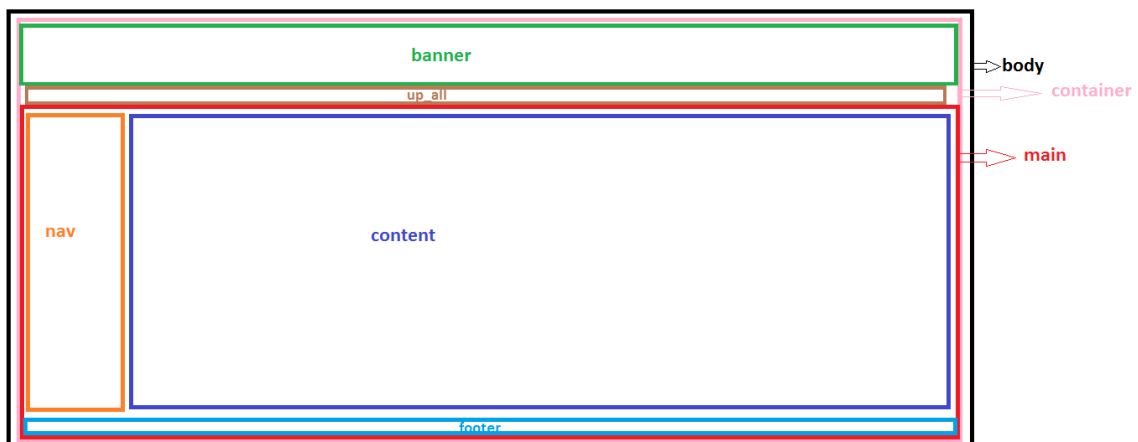 banner
body
up_all
container
main
nav
content
footer